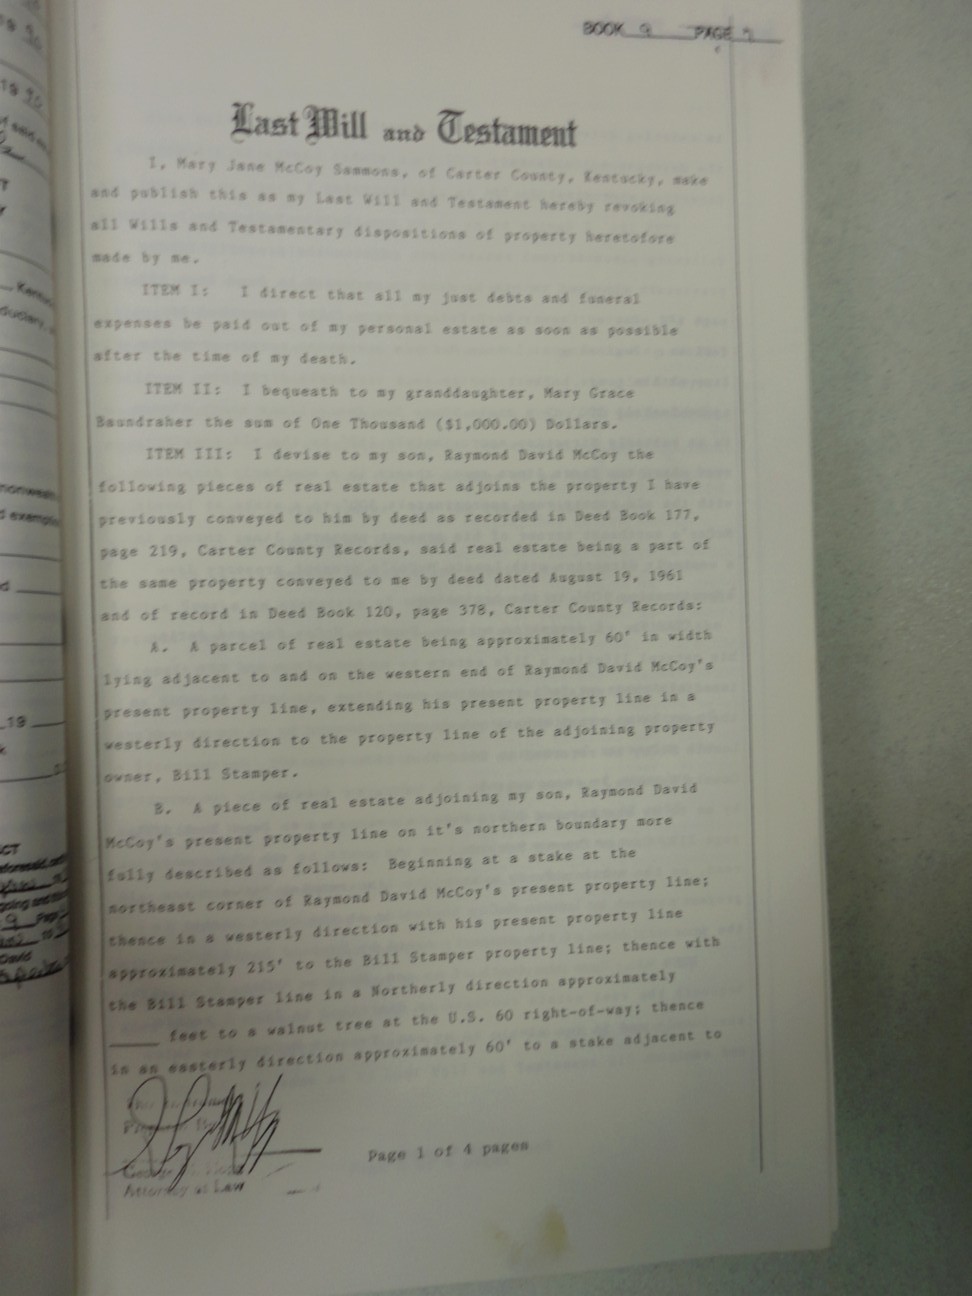 BOOK 9 PAGE 7
Last Will and Testament
I, Mary Jane McCoy Sammons, of Carter County, Kentucky, make
and publish this as my Last Will and Testament hereby revoking
all Wills and Testamentary dispositions of property heretofore
made by me.
ITEM I: I direct that all my just debts and funeral
expenses be paid out of my personal estate as soon as possible
after the time of my death.
ITEM II: I bequeath to my granddaughter, Mary Grace
Baundraher the sum of One Thousand ($1,000.00) Dollars.
ITEM III: I devise to my son, Raymond David McCoy the
following pieces of real estate that adjoins the property I have
previously conveyed to him by deed as recorded in Deed Book 177,
page 219, Carter County Records, said real estate being a part of
the same property conveyed to me by deed dated August 19, 1961
and of record in Deed Book 120, page 378, Carter County Records:
A. A parcel of real estate being approximately 60' in width
lying adjacent to and on the western end of Raymond David McCoy's
present property line, extending his present property line in a
westerly direction to the property line of the adjoining property
owner, Bill Stamper.
B. A piece of real estate adjoining my son, Raymond David
McCoy's present property line on it's northern boundary more
fully described as follows: Beginning at a stake at the
northeast corner of Raymond David McCoy's present property line;
thence in a westerly direction with his present property line
approximately 215' to the Bill Stamper property line; thence with
the Bill Stamper line in a Northerly direction approximately
_____ feet to a walnut tree at the U.S. 60 right-of-way; thence
in an easterly direction approximately 60' to a stake adjacent to
George
Attorney at Law
Page 1 of 4 pages